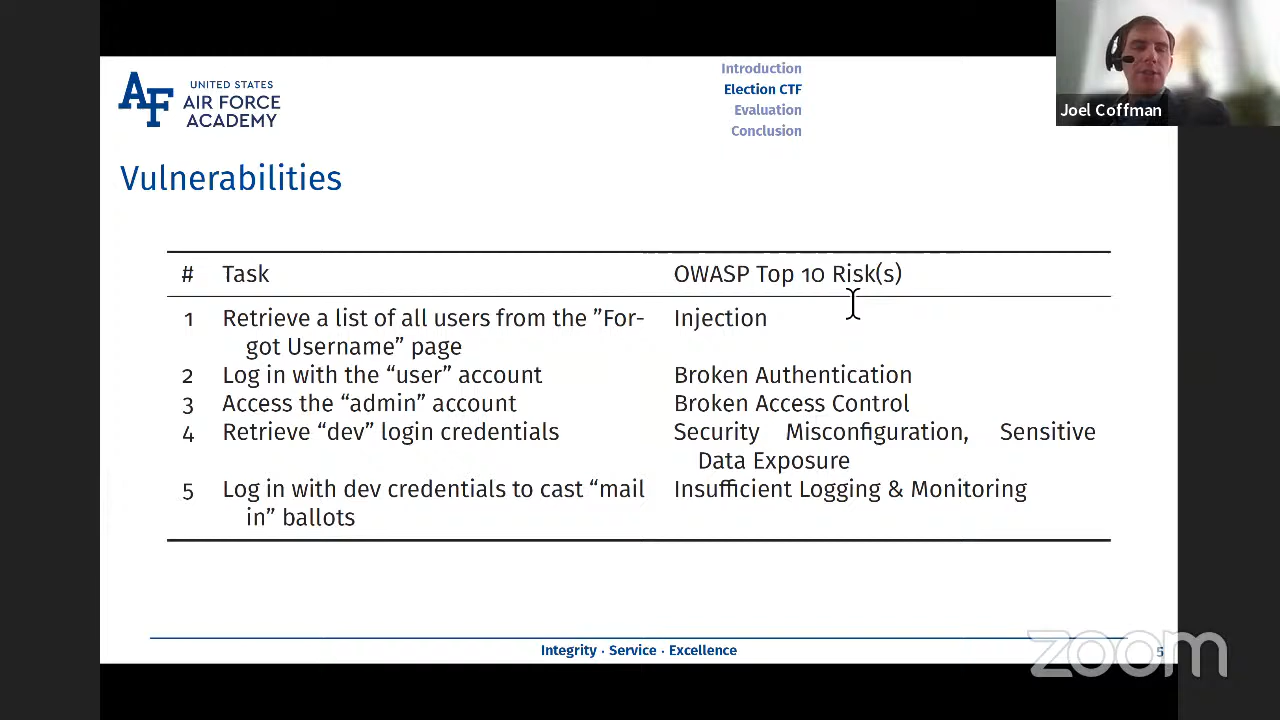 UNITED STATES
AIR FORCE
ACADEMY
Introduction
Election CTF
Evaluation
Conclusion
Joel Coffman
Vulnerabilities
# Task OWASP Top 10 Risk(s)
1 Retrieve a list of all users from the ”For- Injection
got Username” page
2 Log in with the “user” account Broken Authentication
3 Access the “admin” account Broken Access Control
4 Retrieve “dev” login credentials Security Misconfiguration, Sensitive
Data Exposure
5 Log in with dev credentials to cast “mail Insufficient Logging & Monitoring
in” ballots
Integrity · Service · Excellence
5
zoom